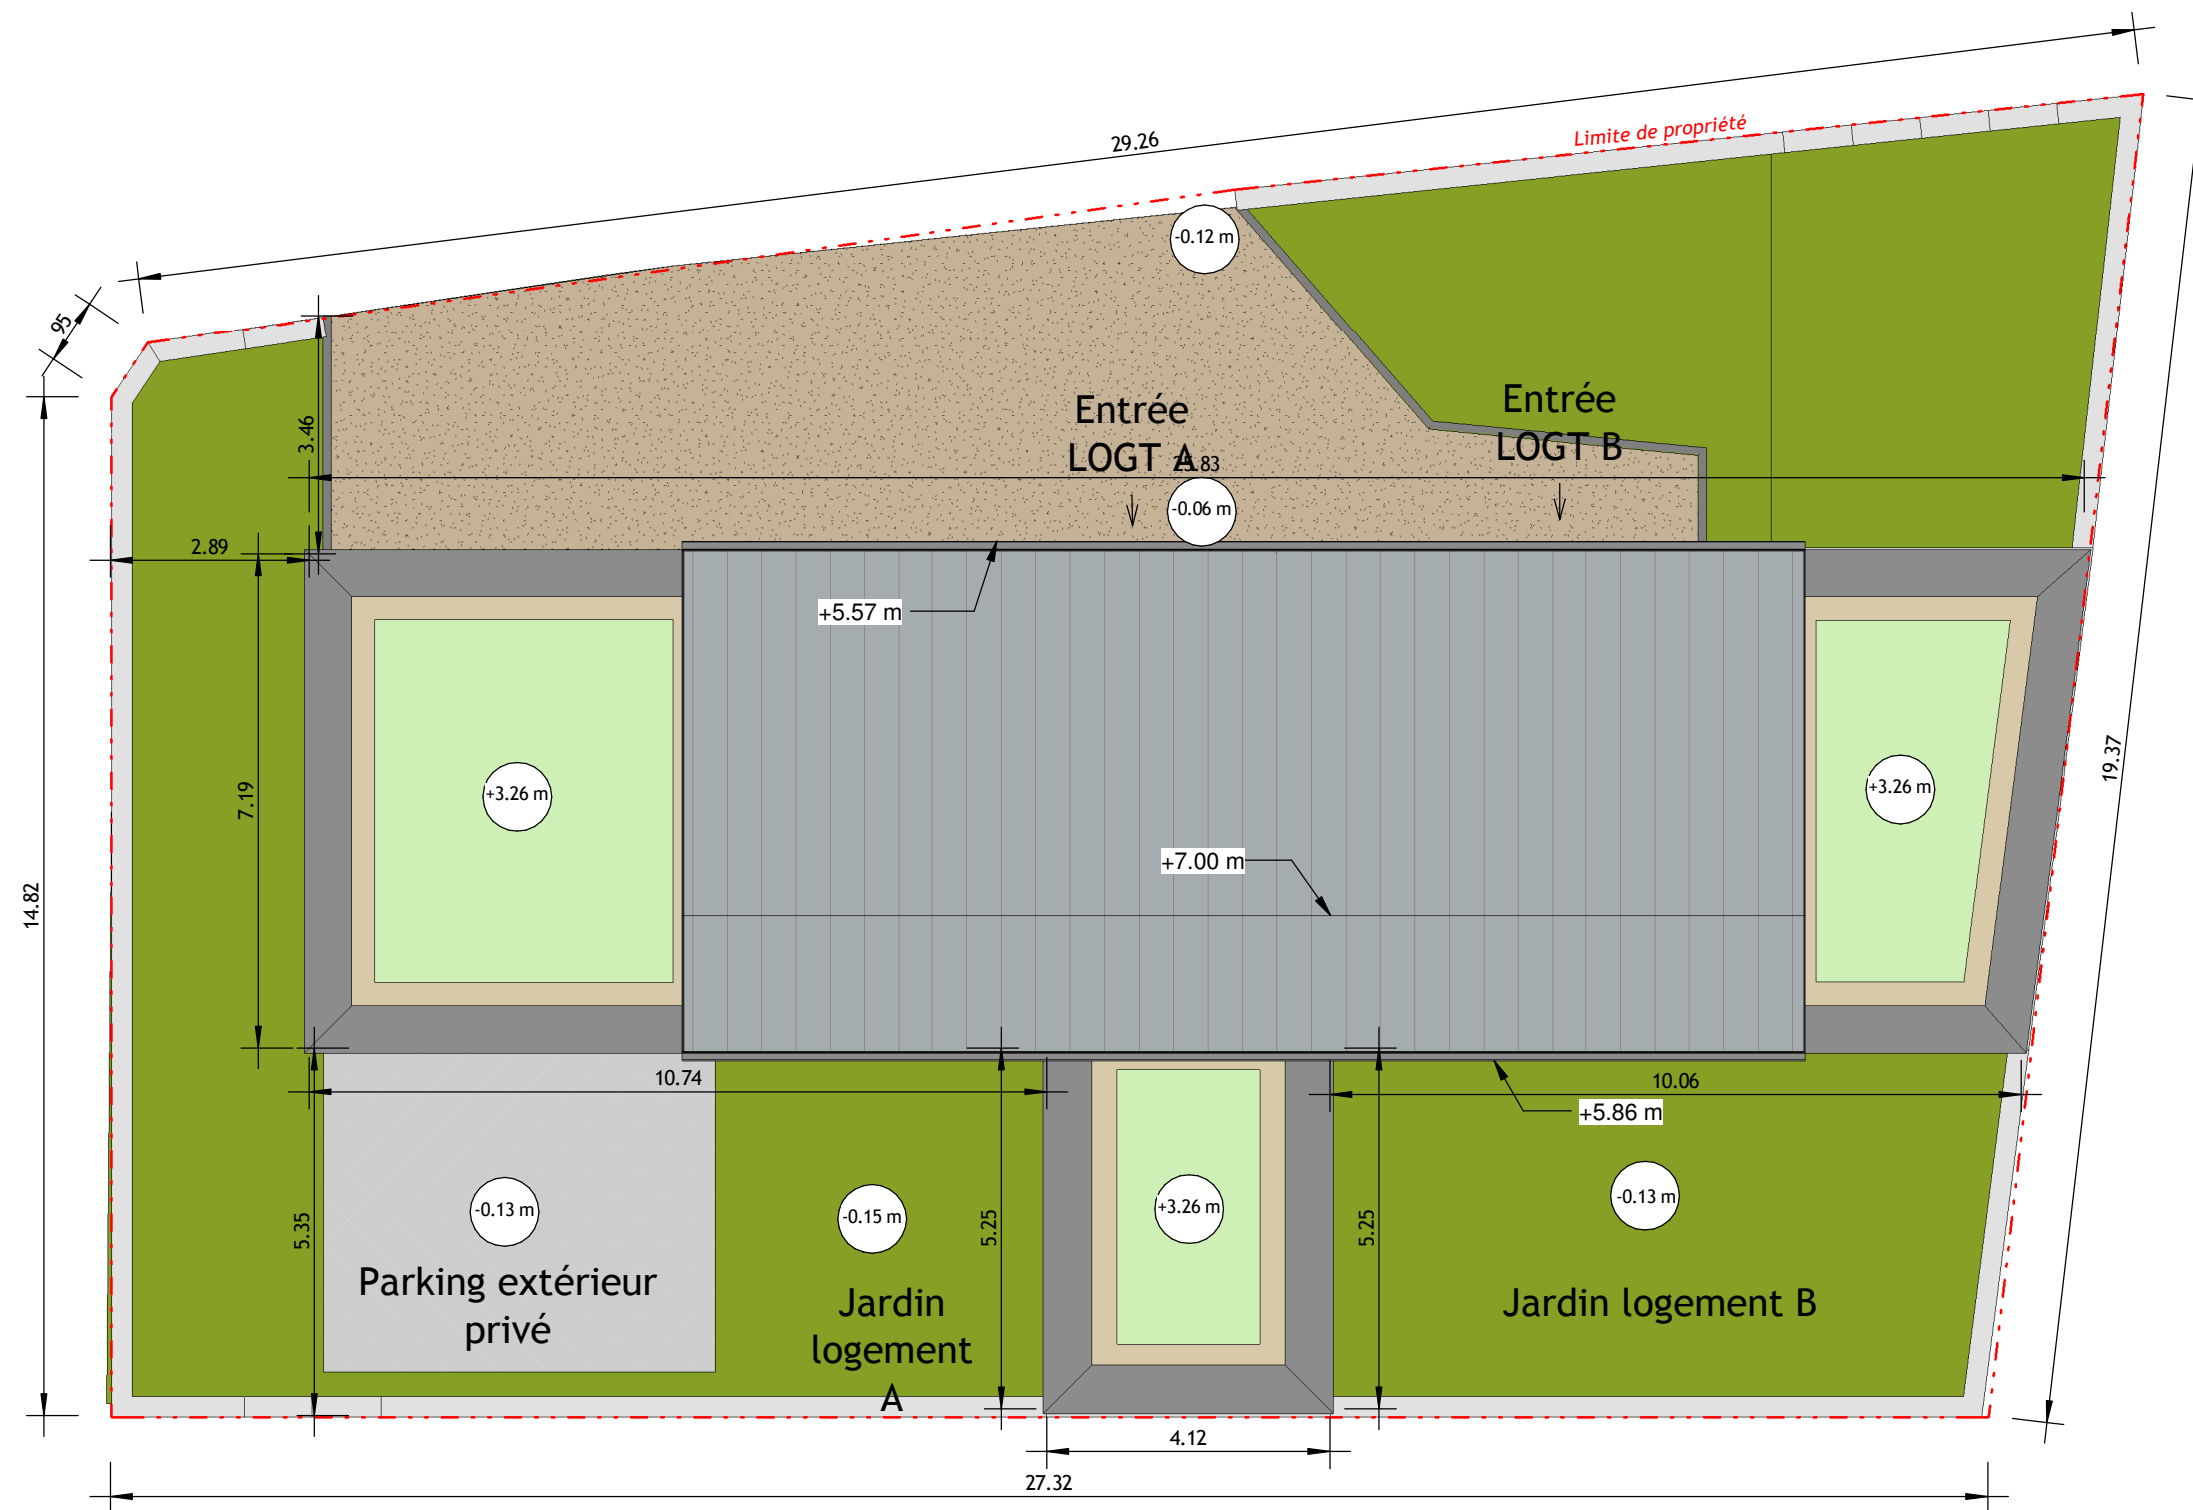 29.26
Limite de propriété
-0.12 m
95
3.46
Entrée
LOGT A
Entrée
LOGT B
25.83
-0.06 m
2.89
+5.57 m
7.19
+3.26 m
+3.26 m
19.37
14.82
+7.00 m
10.74
10.06
+5.86 m
5.35
-0.13 m
-0.15 m
5.25
+3.26 m
5.25
-0.13 m
Parking extérieur
privé
Jardin
logement
A
Jardin logement B
4.12
27.32